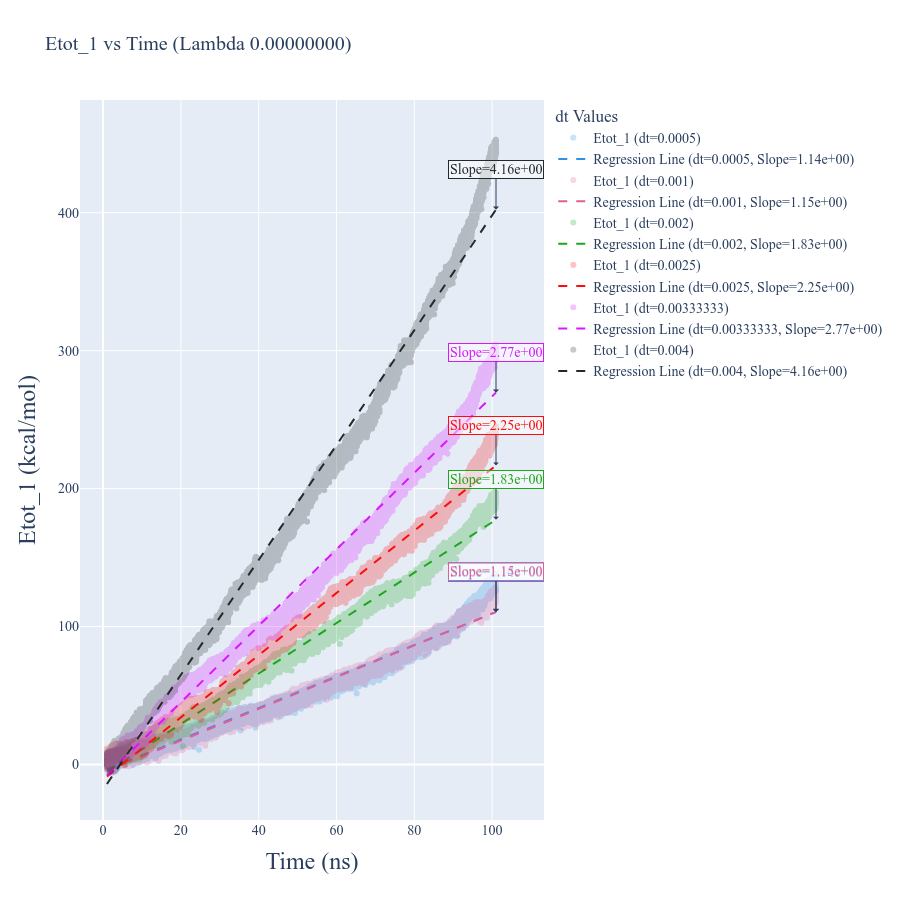 Etot_1 vs Time (Lambda 0.00000000)
dt Values
Etot_1 (dt=0.0005)
Regression Line (dt=0.0005, Slope=1.14e+00)
Etot_1 (dt=0.001)
Regression Line (dt=0.001, Slope=1.15e+00)
Etot_1 (dt=0.002)
Regression Line (dt=0.002, Slope=1.83e+00)
Etot_1 (dt=0.0025)
Regression Line (dt=0.0025, Slope=2.25e+00)
Etot_1 (dt=0.00333333)
Regression Line (dt=0.00333333, Slope=2.77e+00)
Etot_1 (dt=0.004)
Regression Line (dt=0.004, Slope=4.16e+00)
Slope=4.16e+00
Slope=2.77e+00
Slope=2.25e+00
Slope=1.83e+00
Slope=1.15e+00
400
300
200
100
0
Etot_1 (kcal/mol)
0 20 40 60 80 100
Time (ns)